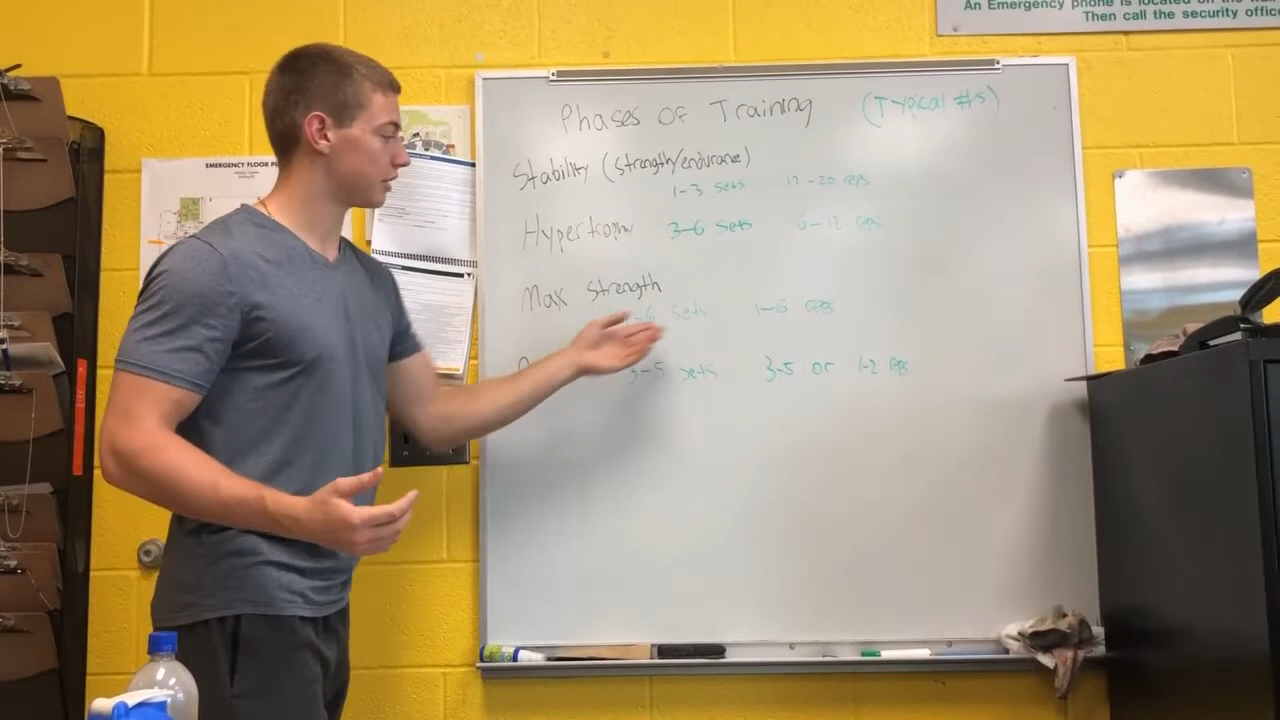 An Emergency phone is located on the
Then call the security office
Phases of Training (Typical #s)
Stability (Strength/endurance)
1-3 sets 12-20 reps
Hypertrophy 3-6 sets 6-12 reps
Max Strength
-6 sets 1-6 reps
3-5 sets 3-5 or 1-2 reps
EMERGENCY FLOOR